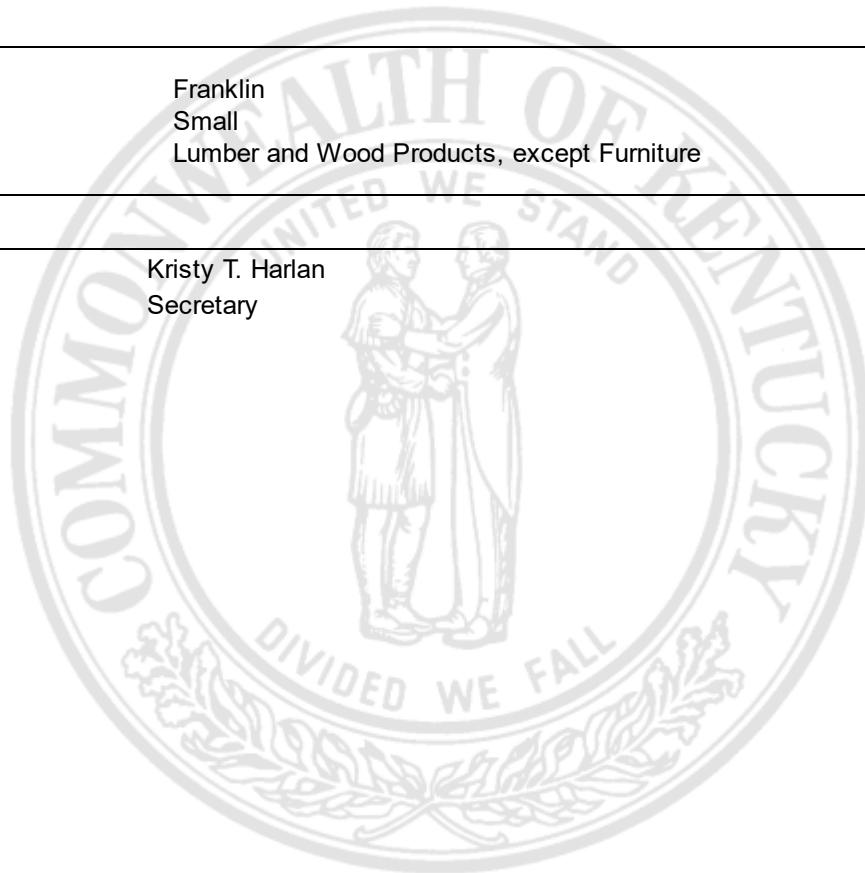 Franklin
Small
Lumber and Wood Products, except Furniture
Kristy T. Harlan
Secretary
COMMONWEALTH OF KENTUCKY
UNITED WE STAND
DIVIDED WE FALL